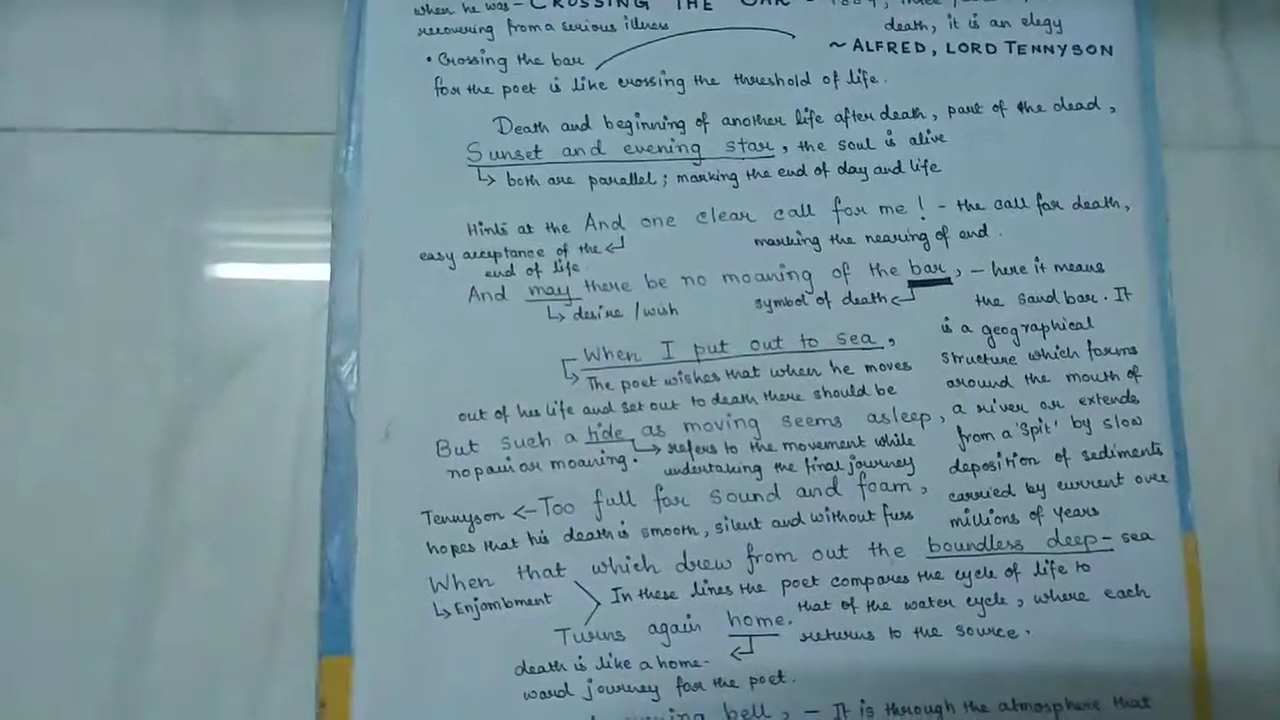 when he was - CROSSING THE BAR - 1889,
recovering from a serious illness death, it is an elegy
• Crossing the bar ~ ALFRED, LORD TENNYSON
for the poet is like crossing the threshold of life.
Death and beginning of another life after death, part of the dead,
Sunset and evening star, the soul is alive
↳ both are parallel; marking the end of day and life
Hints at the And one clear call for me! - the call for death,
easy acceptance of the marking the nearing of end.
end of life.
And may there be no moaning of the bar, - here it means
↳ desire / wish symbol of death the sand bar. It
is a geographical
When I put out to sea, structure which forms
↳ The poet wishes that when he moves around the mouth of
out of his life and set out to death there should be
But such a tide as moving seems asleep, a river or extends
no pain or moaning. ↳ refers to the movement while from a 'spit' by slow
undertaking the final journey deposition of sediments
Tennyson <- Too full for sound and foam, carried by current over
hopes that his death is smooth, silent and without fuss millions of years
When that which drew from out the boundless deep - sea
↳ Enjambment In these lines the poet compares the cycle of life to
Turns again home. that of the water cycle, where each
returns to the source.
death is like a home-
ward journey for the poet.
bell, - It is through the atmosphere that